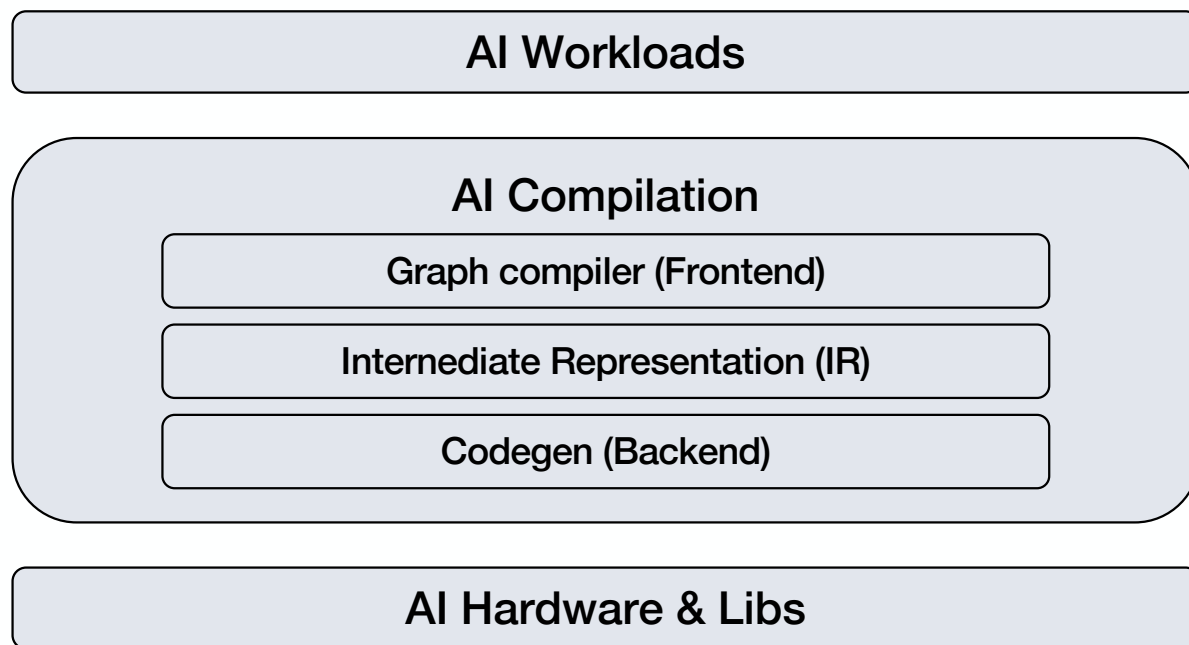 AI Workloads
AI Compilation
Graph compiler (Frontend)
Internediate Representation (IR)
Codegen (Backend)
AI Hardware & Libs